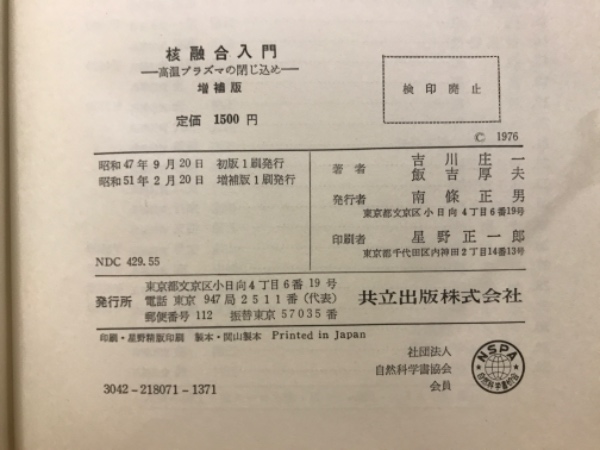 核融合入門
―高温プラズマの閉じ込め―
増補版
定価 1500 円
検印廃止
© 1976
昭和47年9月20日 初版1刷発行
昭和51年2月20日 増補版1刷発行
著者 吉川庄一
飯吉厚夫
発行者 南條正男
東京都文京区小日向4丁目6番19号
印刷者 星野正一郎
東京都千代田区内神田2丁目14番13号
NDC 429.55
発行所
東京都文京区小日向4丁目6番19号
電話 東京 947局2511番(代表)
郵便番号 112 振替東京 57035番
共立出版株式会社
印刷・星野精版印刷 製本・関山製本 Printed in Japan
社団法人
自然科学書協会
会員
NSPA
自然科学書協会
3042-218071-1371